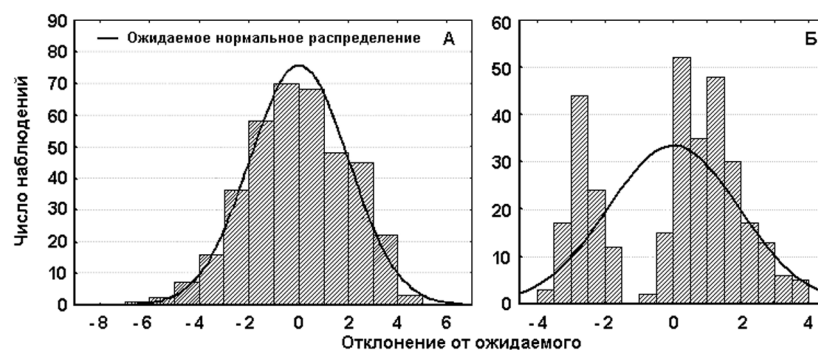 Ожидаемое нормальное распределение А
Б
Число наблюдений
90
80
70
60
50
40
30
20
10
0
-8 -6 -4 -2 0 2 4 6
60
50
40
30
20
10
0
-4 -2 0 2 4
Отклонение от ожидаемого